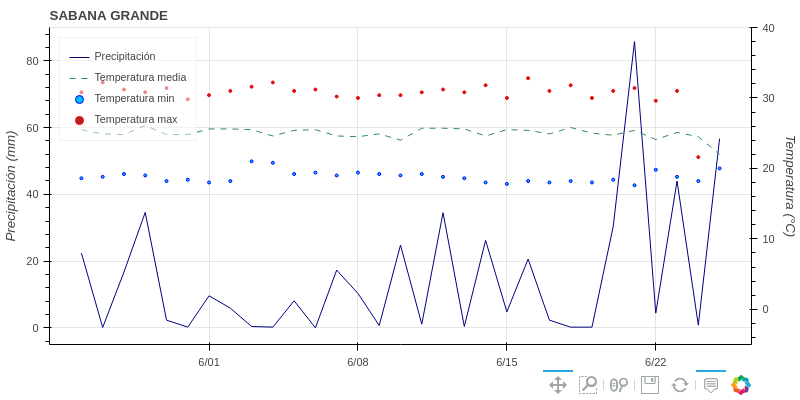 SABANA GRANDE
Precipitación
Temperatura media
Temperatura min
Temperatura max
Precipitación (mm)
80
60
40
20
0
Temperatura (°C)
40
30
20
10
0
6/01
6/08
6/15
6/22